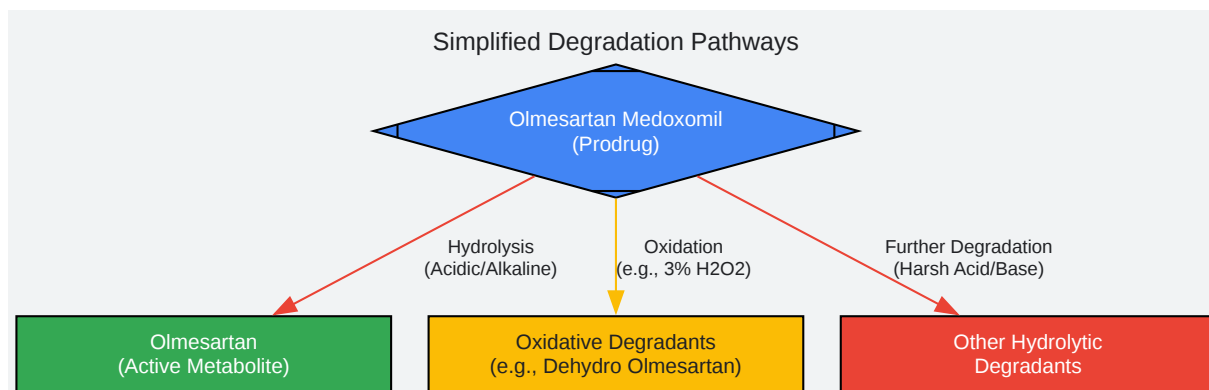 Simplified Degradation Pathways
Olmesartan Medoxomil
(Prodrug)
Hydrolysis
(Acidic/Alkaline)
Oxidation
(e.g., 3% H2O2)
Further Degradation
(Harsh Acid/Base)
Olmesartan
(Active Metabolite)
Oxidative Degradants
(e.g., Dehydro Olmesartan)
Other Hydrolytic
Degradants